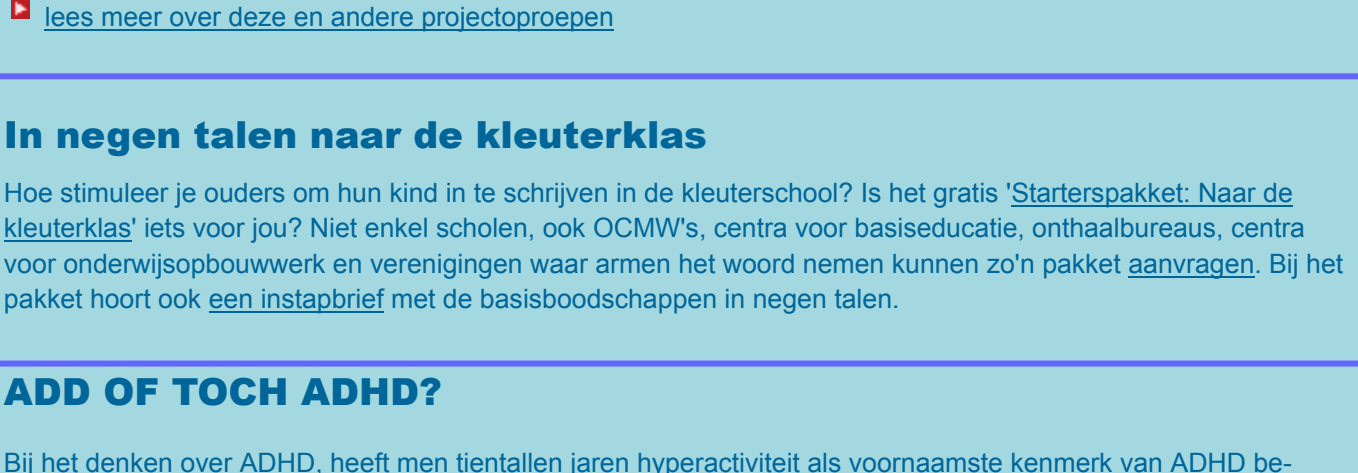 lees meer over deze en andere projectoproepen
In negen talen naar de kleuterklas
Hoe stimuleer je ouders om hun kind in te schrijven in de kleuterschool? Is het gratis 'Starterspakket: Naar de
kleuterklas' iets voor jou? Niet enkel scholen, ook OCMW's, centra voor basiseducatie, onthaalbureaus, centra
voor onderwijsopbouwwerk en verenigingen waar armen het woord nemen kunnen zo'n pakket aanvragen. Bij het
pakket hoort ook een instapbrief met de basisboodschappen in negen talen.
ADD OF TOCH ADHD?
Bij het denken over ADHD, heeft men tientallen jaren hyperactiviteit als voornaamste kenmerk van ADHD be-